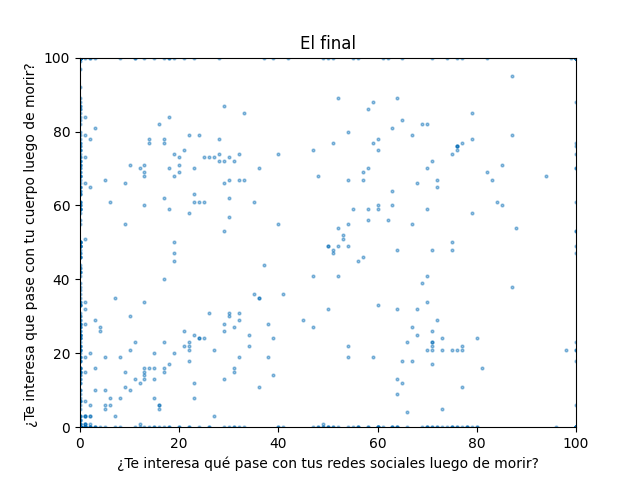 El final
¿Te interesa que pase con tu cuerpo luego de morir?
100
80
60
40
20
0
0 20 40 60 80 100
¿Te interesa qué pase con tus redes sociales luego de morir?